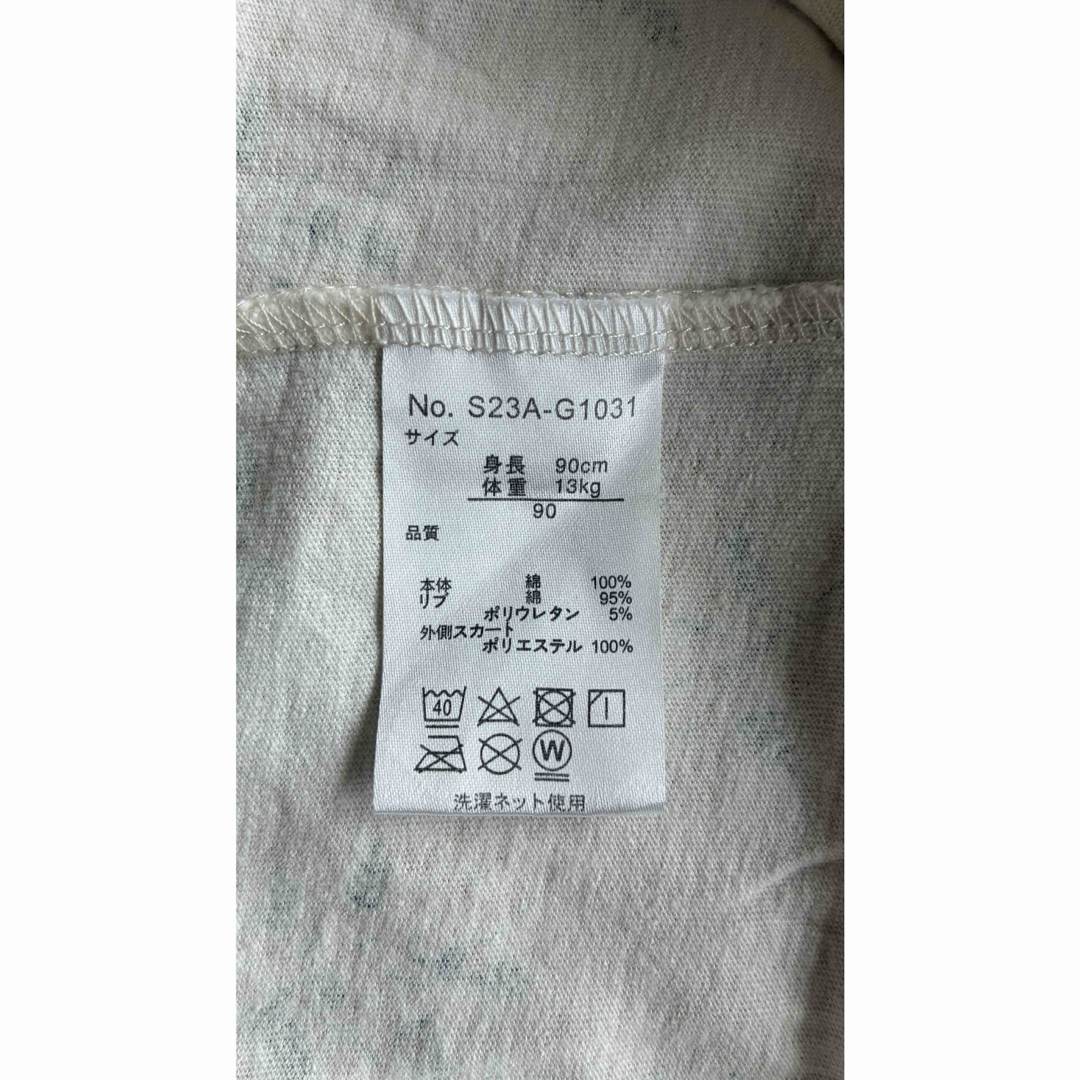 No. S23A-G1031
サイズ
身長 90cm
体重 13kg
90
品質
本体 綿 100%
リブ 綿 95%
ポリウレタン 5%
外側スカート
ポリエステル 100%
40
W
洗濯ネット使用